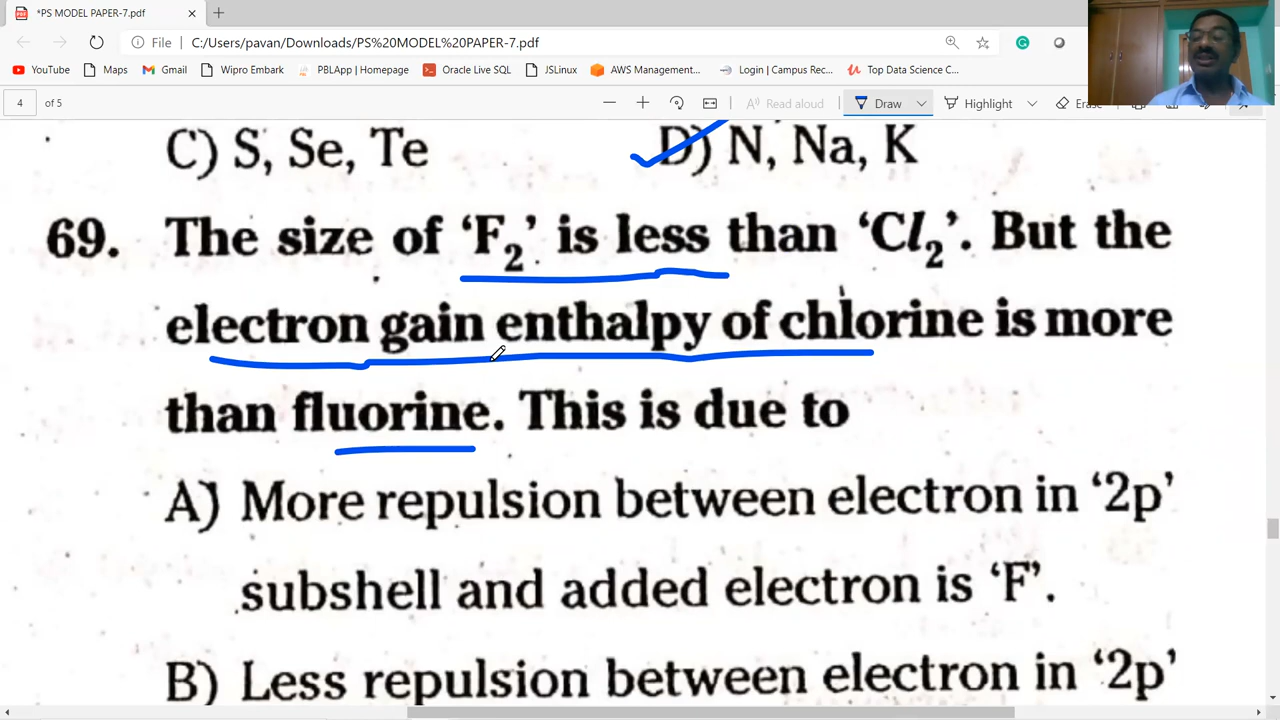 *PS MODEL PAPER-7.pdf
File C:/Users/pavan/Downloads/PS%20MODEL%20PAPER-7.pdf
YouTube Maps Gmail Wipro Embark PBLApp | Homepage Oracle Live SQL JSLinux AWS Management... Login | Campus Rec... Top Data Science C...
4 of 5 Read aloud Draw Highlight Erase
C) S, Se, Te D) N, Na, K
69. The size of ‘F₂’ is less than ‘Cl₂’. But the
electron gain enthalpy of chlorine is more
than fluorine. This is due to
A) More repulsion between electron in ‘2p’
subshell and added electron is ‘F’.
B) Less repulsion between electron in ‘2p’